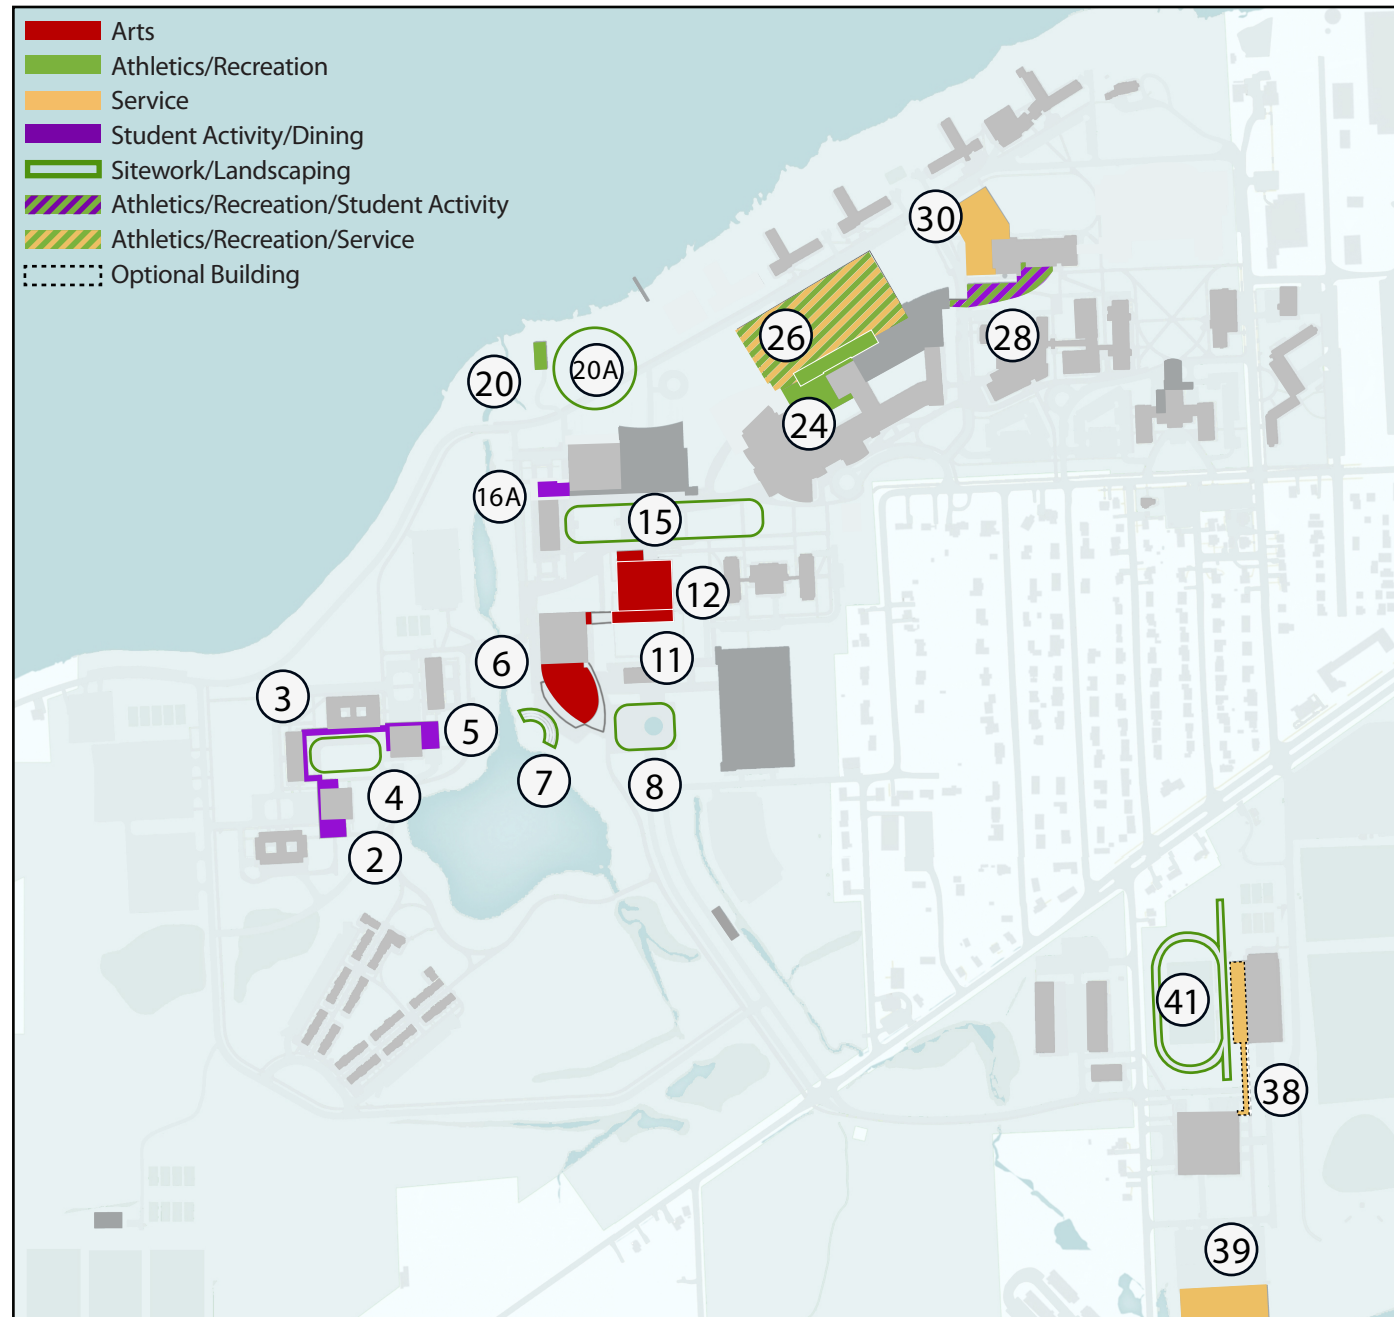 Arts
Athletics/Recreation
Service
Student Activity/Dining
Sitework/Landscaping
Athletics/Recreation/Student Activity
Athletics/Recreation/Service
Optional Building
30
26
28
20
20A
24
16A
15
12
6
11
3
5
7
8
4
2
41
38
39